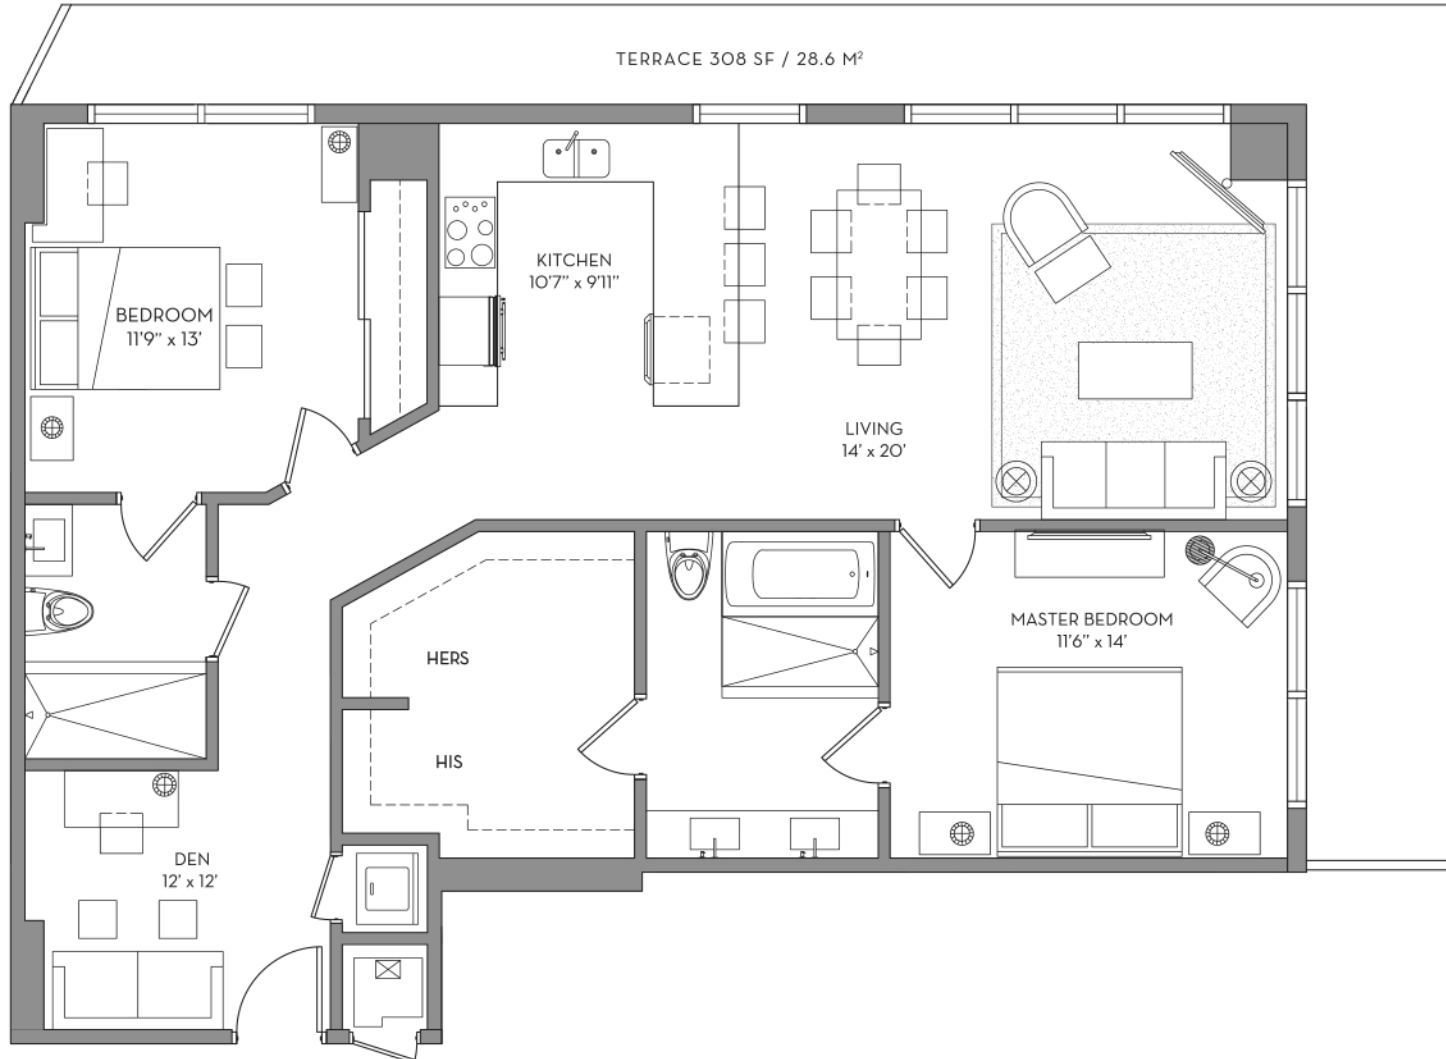 TERRACE 308 SF / 28.6 M²
KITCHEN
10'7" x 9'11"
BEDROOM
11'9" x 13'
LIVING
14' x 20'
MASTER BEDROOM
11'6" x 14'
HERS
HIS
DEN
12' x 12'